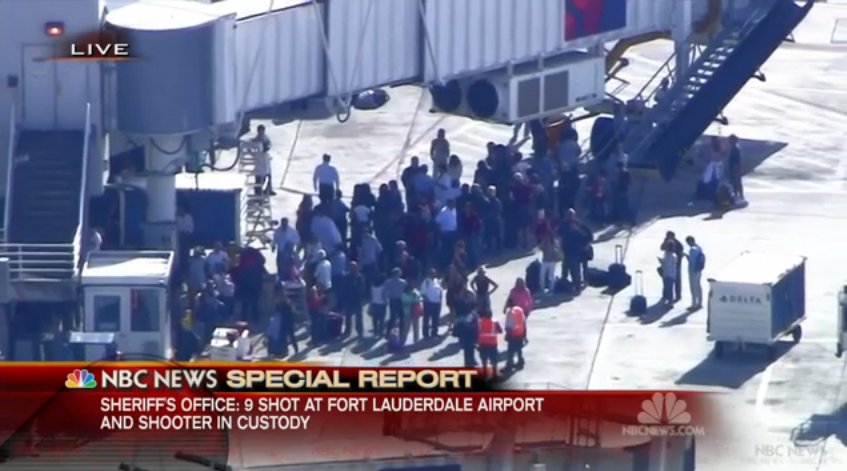 LIVE
DELTA
NBC NEWS SPECIAL REPORT
SHERIFF'S OFFICE: 9 SHOT AT FORT LAUDERDALE AIRPORT
AND SHOOTER IN CUSTODY
NBCNEWS.COM
NBC NEWS